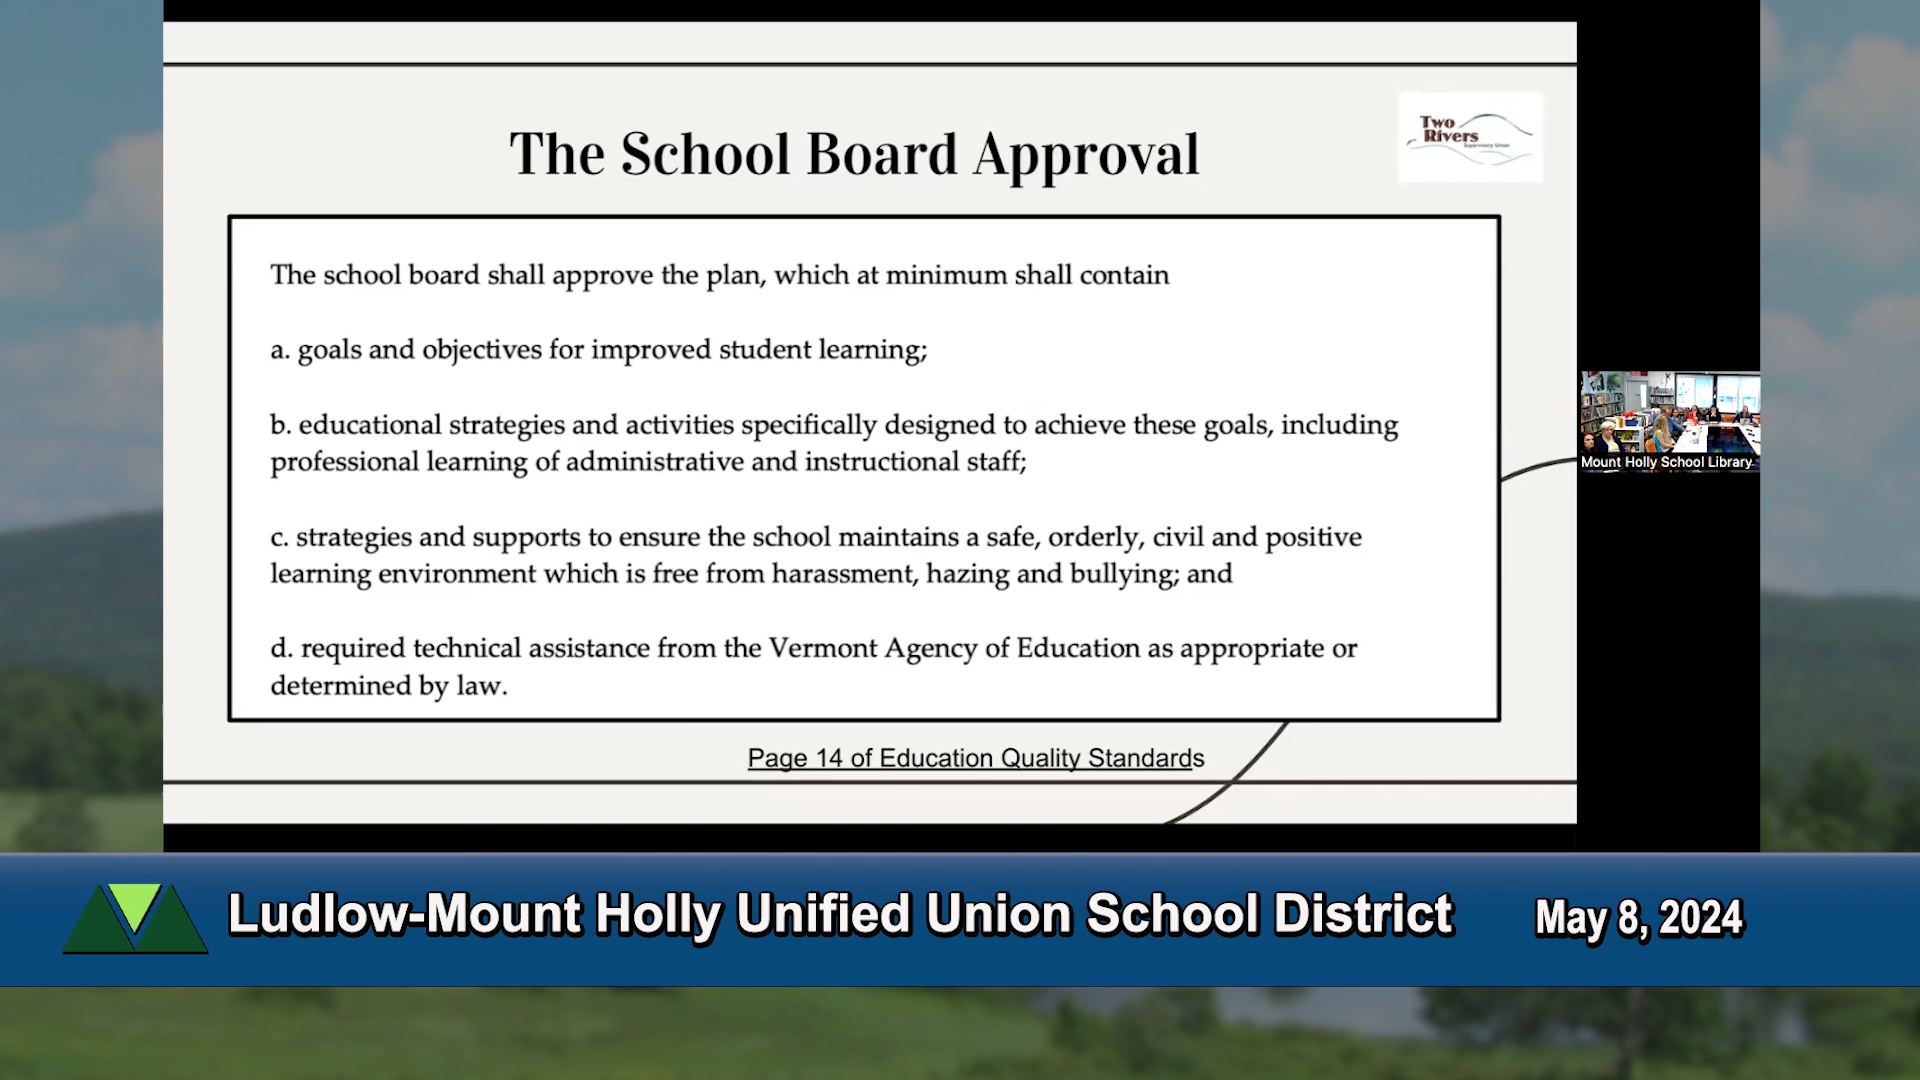 The School Board Approval
Two
Rivers
Supervisory Union
The school board shall approve the plan, which at minimum shall contain
a. goals and objectives for improved student learning;
b. educational strategies and activities specifically designed to achieve these goals, including
professional learning of administrative and instructional staff;
c. strategies and supports to ensure the school maintains a safe, orderly, civil and positive
learning environment which is free from harassment, hazing and bullying; and
d. required technical assistance from the Vermont Agency of Education as appropriate or
determined by law.
Page 14 of Education Quality Standards
Mount Holly School Library
Ludlow-Mount Holly Unified Union School District
May 8, 2024